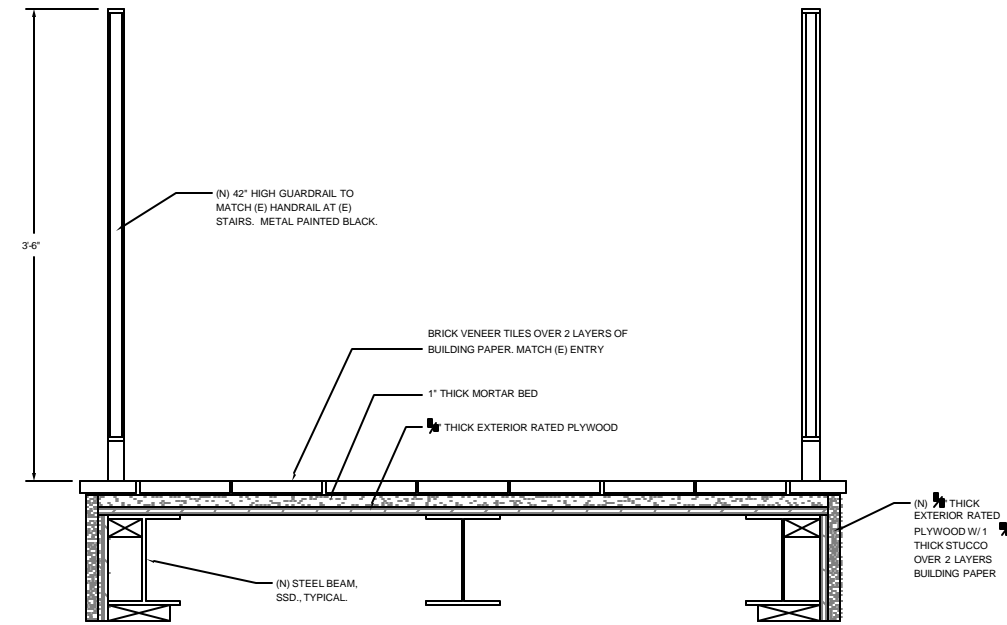 3'-6"
(N) 42" HIGH GUARDRAIL TO
MATCH (E) HANDRAIL AT (E)
STAIRS. METAL PAINTED BLACK.
BRICK VENEER TILES OVER 2 LAYERS OF
BUILDING PAPER. MATCH (E) ENTRY
1" THICK MORTAR BED
THICK EXTERIOR RATED PLYWOOD
(N) THICK
EXTERIOR RATED
PLYWOOD W/ 1
THICK STUCCO
OVER 2 LAYERS
BUILDING PAPER
(N) STEEL BEAM,
SSD., TYPICAL.